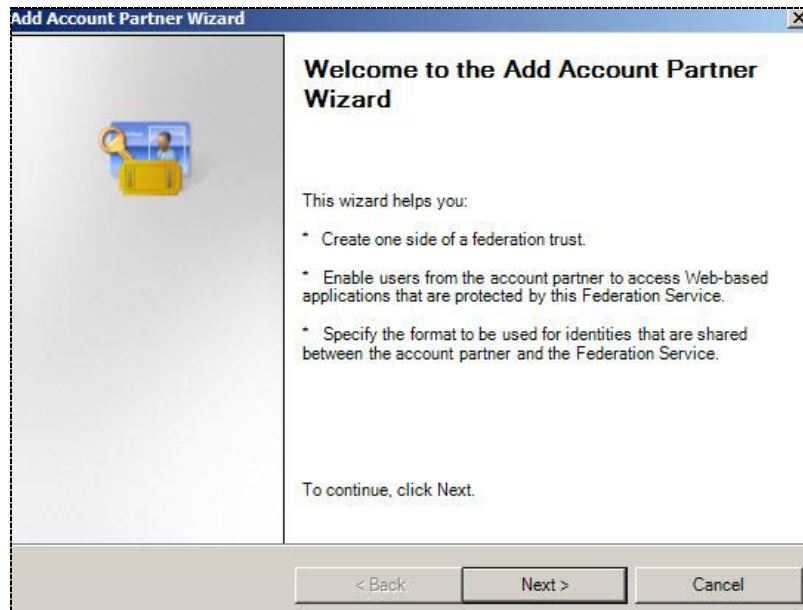 Add Account Partner Wizard
Welcome to the Add Account Partner
Wizard
This wizard helps you:
* Create one side of a federation trust.
* Enable users from the account partner to access Web-based
applications that are protected by this Federation Service.
* Specify the format to be used for identities that are shared
between the account partner and the Federation Service.
To continue, click Next.
< Back
Next >
Cancel